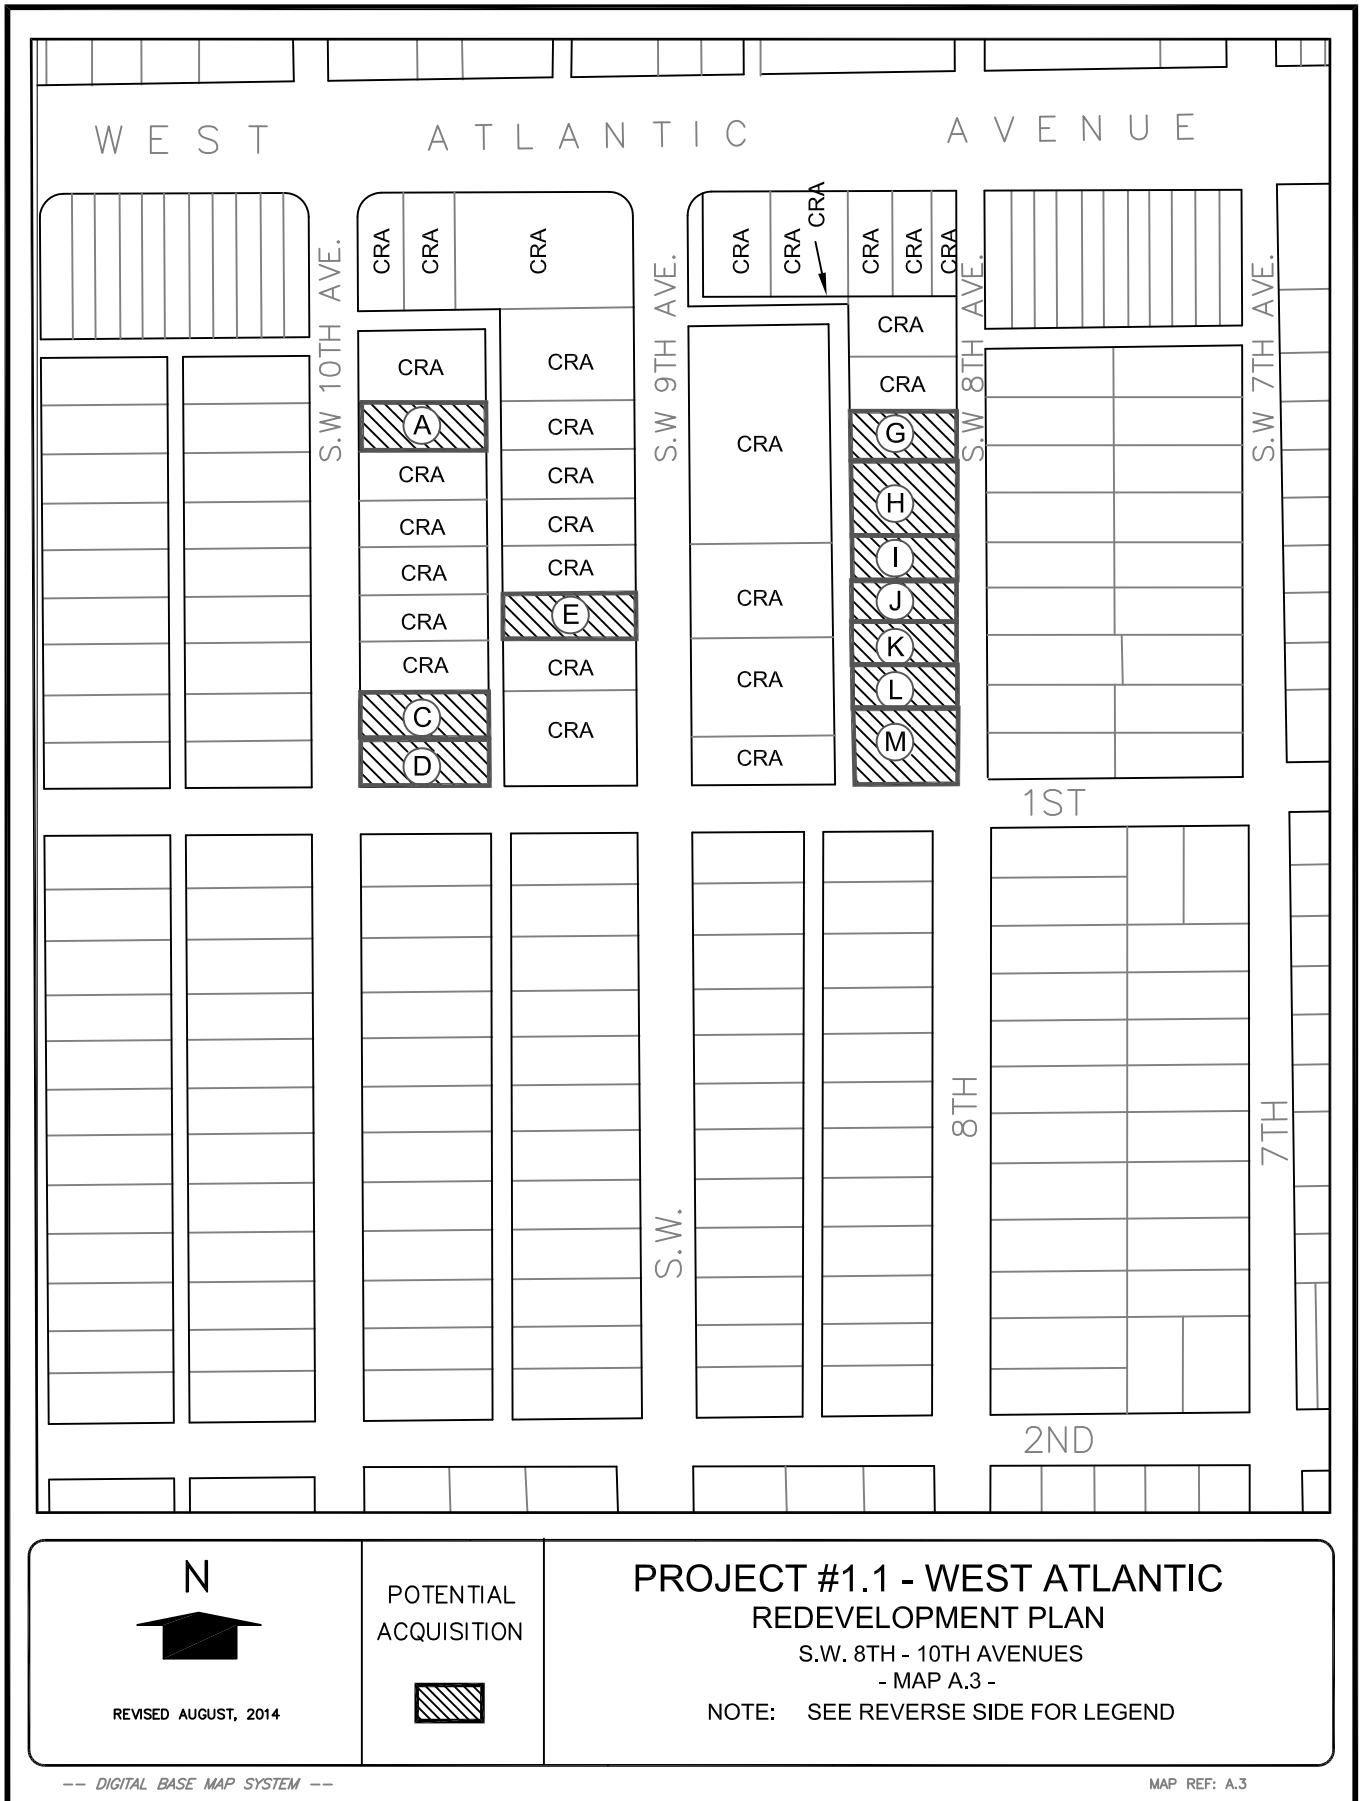 WEST ATLANTIC AVENUE
S.W 10TH AVE.
S.W 9TH AVE.
S.W 8TH AVE.
S.W 7TH AVE.
CRA CRA CRA
CRA CRA CRA CRA CRA CRA
CRA
CRA
A
CRA
CRA
CRA
CRA
CRA
C
D
CRA
CRA
CRA
CRA
CRA
E
CRA
CRA
CRA
CRA
CRA
CRA
CRA
CRA
G
H
I
J
K
L
M
1ST
8TH
7TH
S.W.
2ND
N
REVISED AUGUST, 2014
POTENTIAL
ACQUISITION
PROJECT #1.1 - WEST ATLANTIC
REDEVELOPMENT PLAN
S.W. 8TH - 10TH AVENUES
- MAP A.3 -
NOTE: SEE REVERSE SIDE FOR LEGEND
-- DIGITAL BASE MAP SYSTEM --
MAP REF: A.3